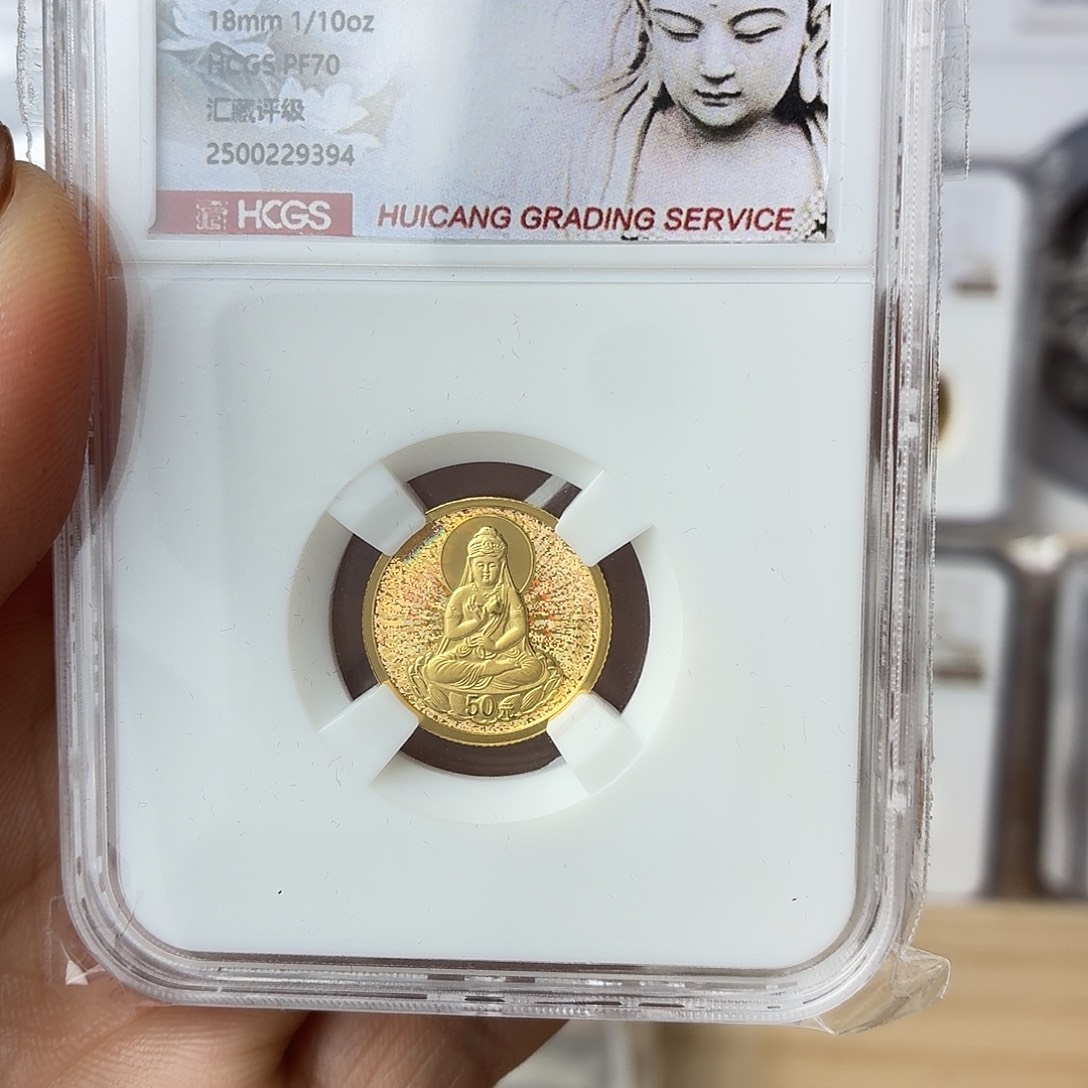 18mm 1/10oz
HCGS PF70
汇藏评级
2500229394
HCGS
HUICANG GRADING SERVICE
50元